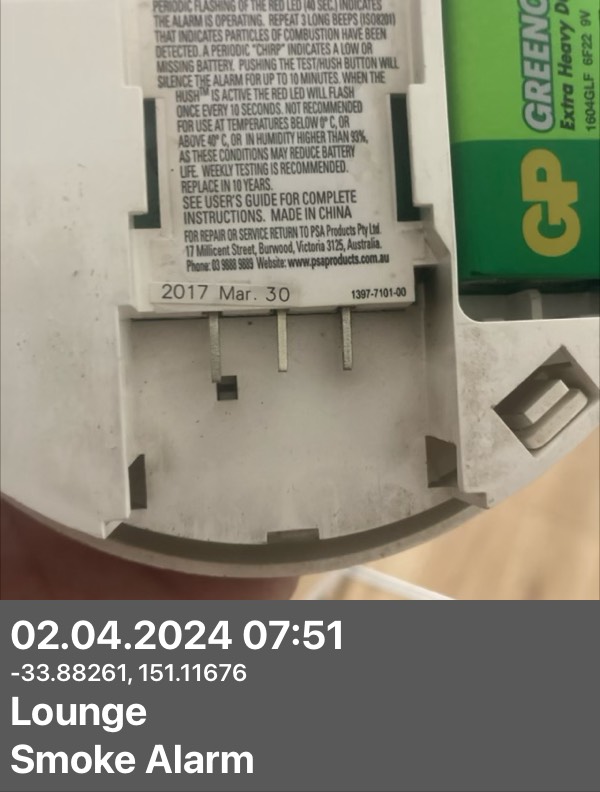 PERIODIC FLASHING OF THE RED LED (40 SEC.) INDICATES
THE ALARM IS OPERATING. REPEAT 3 LONG BEEPS (ISO8201)
THAT INDICATES PARTICLES OF COMBUSTION HAVE BEEN
DETECTED. A PERIODIC "CHIRP" INDICATES A LOW OR
MISSING BATTERY. PUSHING THE TEST/HUSH BUTTON WILL
SILENCE THE ALARM FOR UP TO 10 MINUTES. WHEN THE
HUSH™ IS ACTIVE THE RED LED WILL FLASH
ONCE EVERY 10 SECONDS. NOT RECOMMENDED
FOR USE AT TEMPERATURES BELOW 0° C, OR
ABOVE 40° C, OR IN HUMIDITY HIGHER THAN 93%,
AS THESE CONDITIONS MAY REDUCE BATTERY
LIFE. WEEKLY TESTING IS RECOMMENDED.
REPLACE IN 10 YEARS.
SEE USER'S GUIDE FOR COMPLETE
INSTRUCTIONS. MADE IN CHINA
FOR REPAIR OR SERVICE RETURN TO PSA Products Pty Ltd.
17 Millicent Street, Burwood, Victoria 3125, Australia.
Phone: 03 9888 9889 Website: www.psaproducts.com.au
2017 Mar. 30
1397-7101-00
GP GREENC
Extra Heavy Du
1604GLF 6F22 9V
02.04.2024 07:51
-33.88261, 151.11676
Lounge
Smoke Alarm